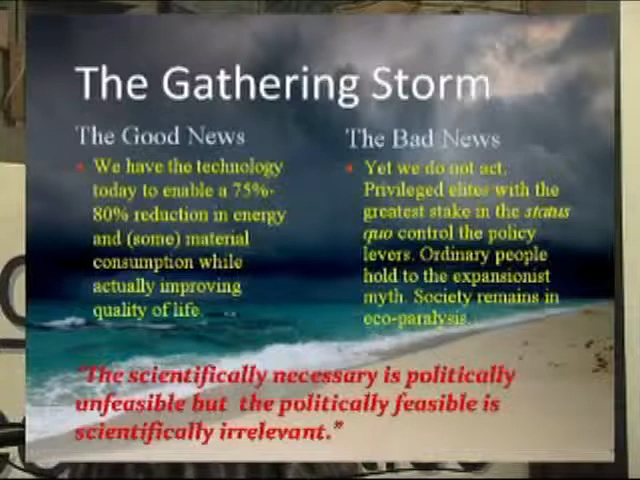 The Gathering Storm
The Good News
We have the technology
today to enable a 75%-
80% reduction in energy
and (some) material
consumption while
actually improving
quality of life.
The Bad News
Yet we do not act.
Privileged elites with the
greatest stake in the status
quo control the policy
levers. Ordinary people
hold to the expansionist
myth. Society remains in
eco-paralysis.
"The scientifically necessary is politically
unfeasible but the politically feasible is
scientifically irrelevant."